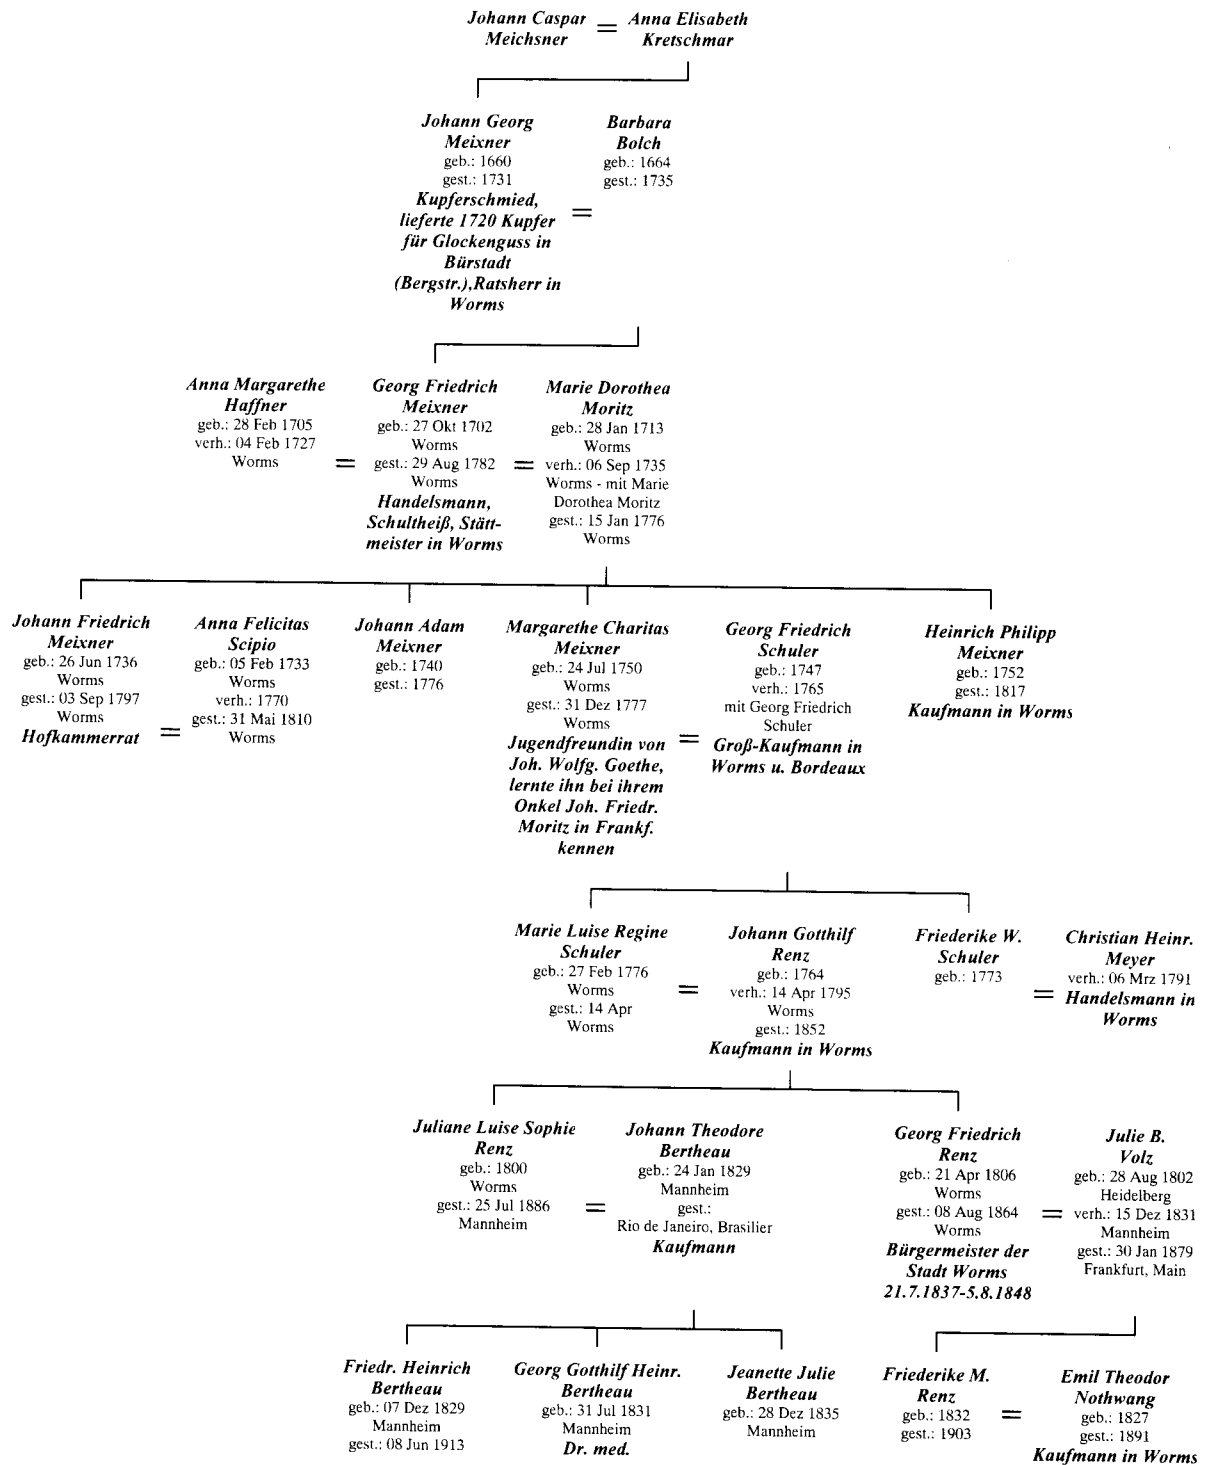 Johann Caspar
Meichsner
=
Anna Elisabeth
Kretschmar
Johann Georg
Meixner
geb.: 1660
gest.: 1731
Kupferschmied,
lieferte 1720 Kupfer
für Glockenguss in
Bürstadt
(Bergstr.),Ratsherr in
Worms
=
Barbara
Bolch
geb.: 1664
gest.: 1735
Anna Margarethe
Haffner
geb.: 28 Feb 1705
verh.: 04 Feb 1727
Worms
=
Georg Friedrich
Meixner
geb.: 27 Okt 1702
Worms
gest.: 29 Aug 1782
Worms
Handelsmann,
Schultheiß, Stätt-
meister in Worms
=
Marie Dorothea
Moritz
geb.: 28 Jan 1713
Worms
verh.: 06 Sep 1735
Worms - mit Marie
Dorothea Moritz
gest.: 15 Jan 1776
Worms
Johann Friedrich
Meixner
geb.: 26 Jun 1736
Worms
gest.: 03 Sep 1797
Worms
Hofkammerrat
=
Anna Felicitas
Scipio
geb.: 05 Feb 1733
Worms
verh.: 1770
gest.: 31 Mai 1810
Worms
Johann Adam
Meixner
geb.: 1740
gest.: 1776
Margarethe Charitas
Meixner
geb.: 24 Jul 1750
Worms
gest.: 31 Dez 1777
Worms
Jugendfreundin von
Joh. Wolfg. Goethe,
lernte ihn bei ihrem
Onkel Joh. Friedr.
Moritz in Frankf.
kennen
=
Georg Friedrich
Schuler
geb.: 1747
verh.: 1765
mit Georg Friedrich
Schuler
Groß-Kaufmann in
Worms u. Bordeaux
Heinrich Philipp
Meixner
geb.: 1752
gest.: 1817
Kaufmann in Worms
Marie Luise Regine
Schuler
geb.: 27 Feb 1776
Worms
gest.: 14 Apr
Worms
=
Johann Gotthilf
Renz
geb.: 1764
verh.: 14 Apr 1795
Worms
gest.: 1852
Kaufmann in Worms
Friederike W.
Schuler
geb.: 1773
=
Christian Heinr.
Meyer
verh.: 06 Mrz 1791
Handelsmann in
Worms
Juliane Luise Sophie
Renz
geb.: 1800
Worms
gest.: 25 Jul 1886
Mannheim
=
Johann Theodore
Bertheau
geb.: 24 Jan 1829
Mannheim
gest.:
Rio de Janeiro, Brasilier
Kaufmann
Georg Friedrich
Renz
geb.: 21 Apr 1806
Worms
gest.: 08 Aug 1864
Worms
Bürgermeister der
Stadt Worms
21.7.1837-5.8.1848
=
Julie B.
Volz
geb.: 28 Aug 1802
Heidelberg
verh.: 15 Dez 1831
Mannheim
gest.: 30 Jan 1879
Frankfurt, Main
Friedr. Heinrich
Bertheau
geb.: 07 Dez 1829
Mannheim
gest.: 08 Jun 1913
Georg Gotthilf Heinr.
Bertheau
geb.: 31 Jul 1831
Mannheim
Dr. med.
Jeanette Julie
Bertheau
geb.: 28 Dez 1835
Mannheim
Friederike M.
Renz
geb.: 1832
gest.: 1903
=
Emil Theodor
Nothwang
geb.: 1827
gest.: 1891
Kaufmann in Worms